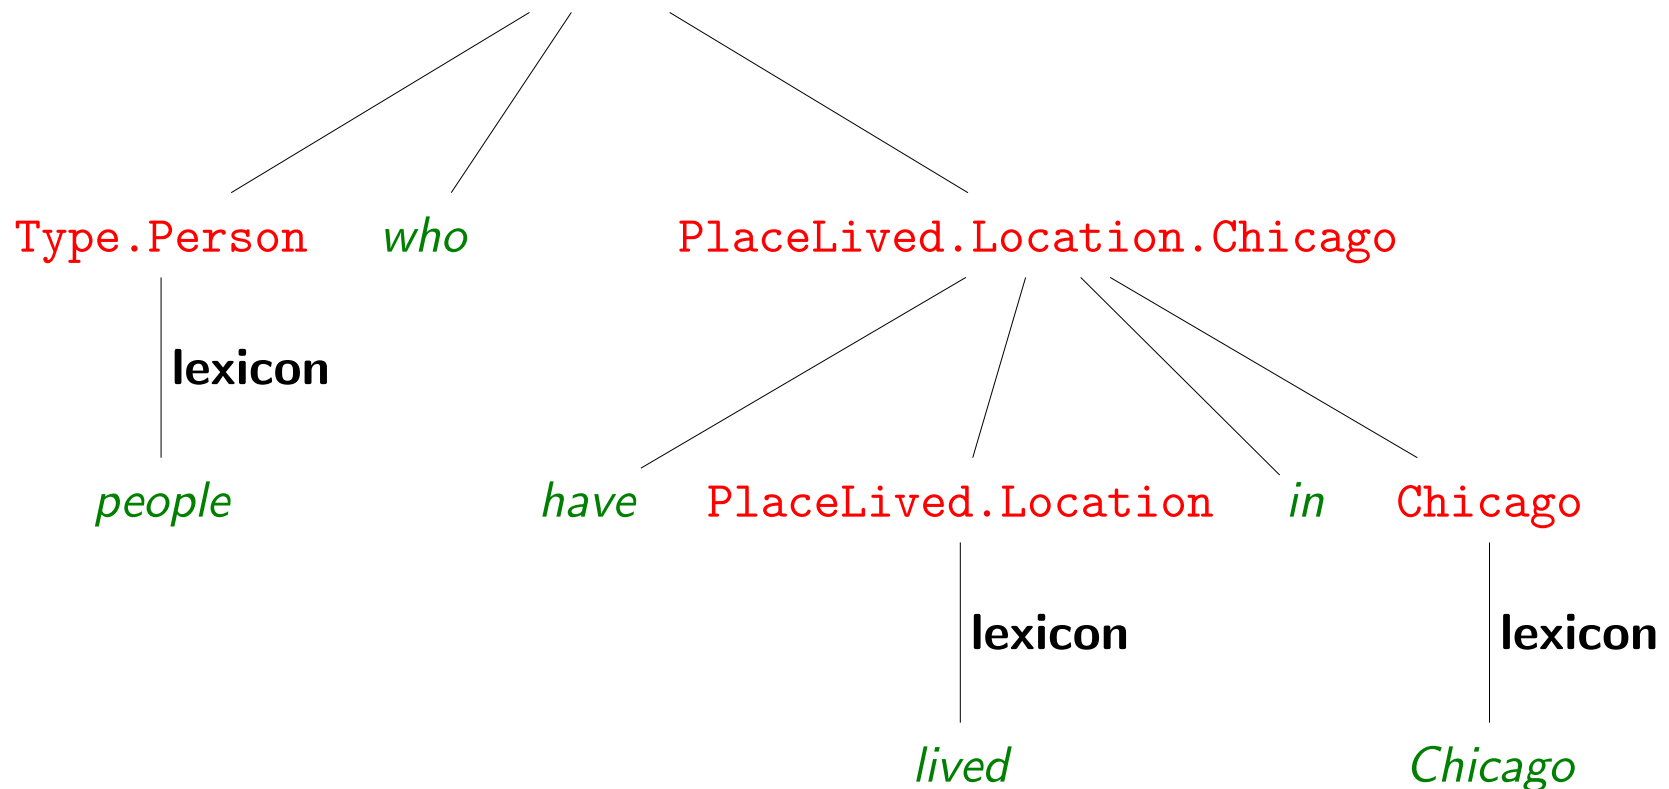 Type.Person who PlaceLived.Location.Chicago
lexicon
people have PlaceLived.Location in Chicago
lexicon lexicon
lived Chicago